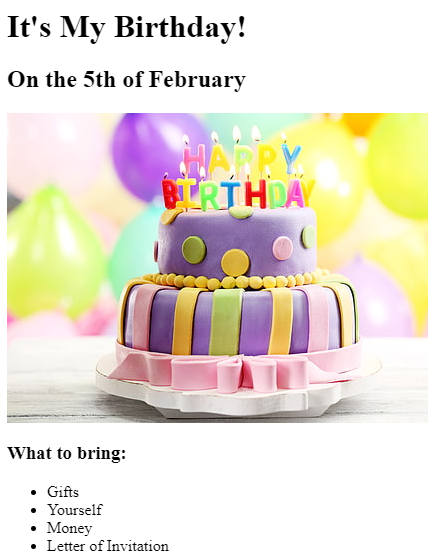 It's My Birthday!
On the 5th of February
HAPPY
BIRTHDAY
What to bring:
Gifts
Yourself
Money
Letter of Invitation